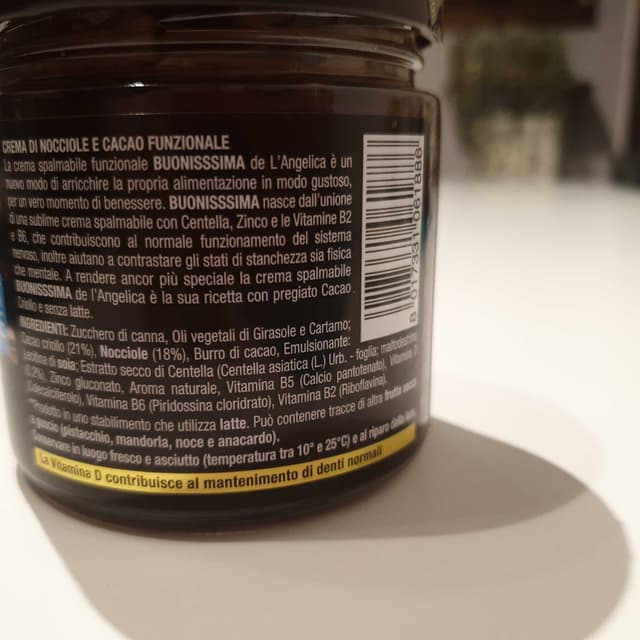 CREMA DI NOCCIOLE E CACAO FUNZIONALE
La crema spalmabile funzionale BUONISSSIMA de L'Angelica è un
nuovo modo di arricchire la propria alimentazione in modo gustoso,
per un vero momento di benessere. BUONISSSIMA nasce dall'unione
di una sublime crema spalmabile con Centella, Zinco e le Vitamine B2
e B6, che contribuiscono al normale funzionamento del sistema
nervoso, inoltre aiutano a contrastare gli stati di stanchezza sia fisica
che mentale. A rendere ancor più speciale la crema spalmabile
BUONISSSIMA de l'Angelica è la sua ricetta con pregiato Cacao
Criollo e senza latte.
INGREDIENTI: Zucchero di canna, Oli vegetali di Girasole e Cartamo;
Cacao criollo (21%), Nocciole (18%), Burro di cacao, Emulsionante:
Lecitina di soia; Estratto secco di Centella (Centella asiatica (L.) Urb. - foglia; maltodestrina)
(0,2%), Zinco gluconato, Aroma naturale, Vitamina B5 (Calcio pantotenato), Vitamina D
(Colecalciferolo), Vitamina B6 (Piridossina cloridrato), Vitamina B2 (Riboflavina).
*Prodotto in uno stabilimento che utilizza latte. Può contenere tracce di altra frutta secca
a guscio (pistacchio, mandorla, noce e anacardo).
Conservare in luogo fresco e asciutto (temperatura tra 10° e 25°C) e al riparo dalla luce.
La Vitamina D contribuisce al mantenimento di denti normali
8 017331 061886